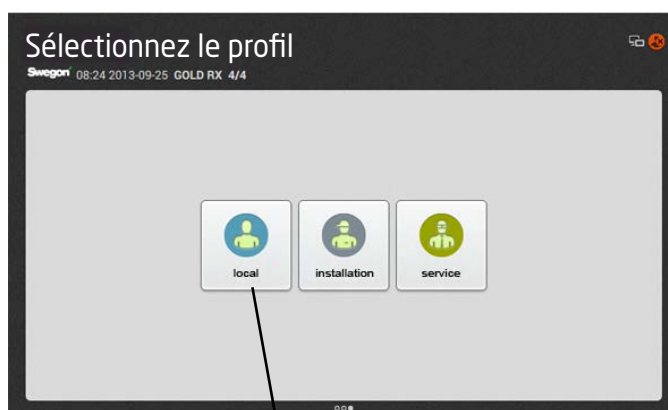 Sélectionnez le profil
Swegon 08:24 2013-09-25 GOLD RX 4/4
local installation service